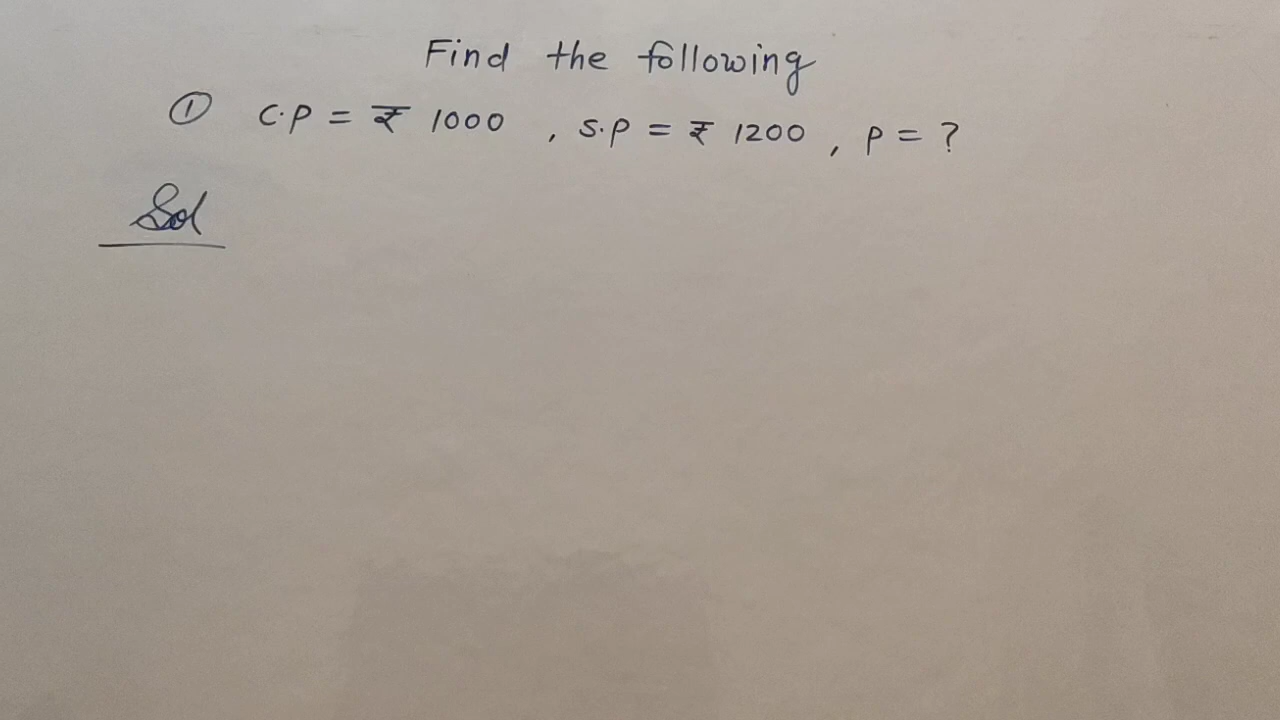 Find the following
① C.P = ₹ 1000 , S.P = ₹ 1200 , P = ?
Sol